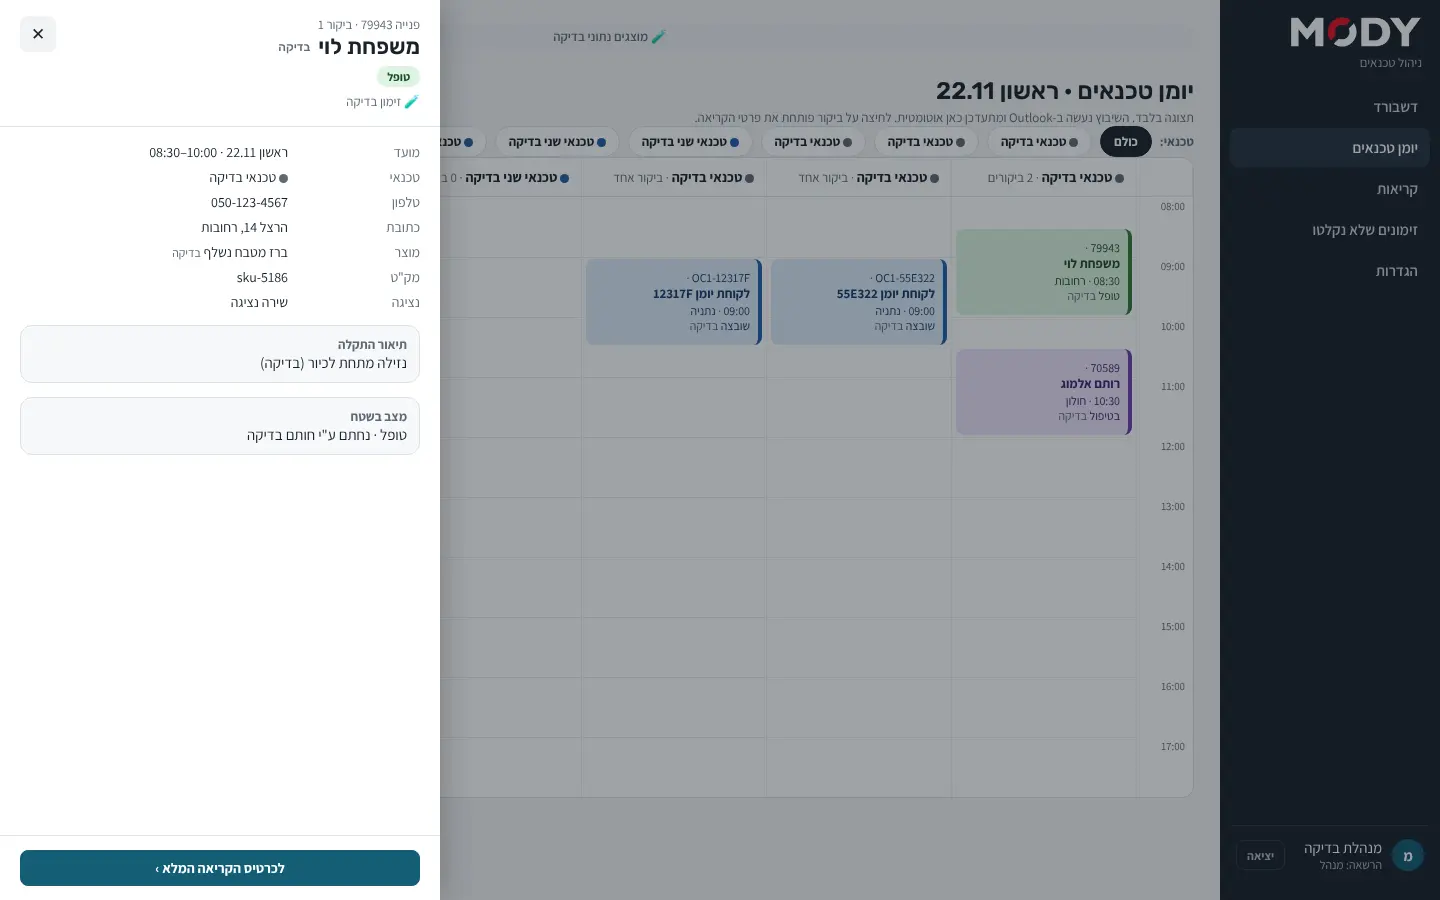 MODY
ניהול טכנאים
דשבורד
יומן טכנאים
קריאות
זימונים שלא נקלטו
הגדרות
מ
מנהלת בדיקה
הרשאה: מנהל
יציאה
🧪 מוצגים נתוני בדיקה
יומן טכנאים • ראשון 22.11
תצוגה בלבד. השיבוץ נעשה ב-Outlook ומתעדכן כאן אוטומטית. לחיצה על ביקור פותחת את פרטי הקריאה.
טכנאי:
כולם
טכנאי בדיקה
טכנאי בדיקה
טכנאי בדיקה
טכנאי שני בדיקה
טכנאי שני בדיקה
טכנאי בדיקה · 2 ביקורים
טכנאי בדיקה · ביקור אחד
טכנאי בדיקה · ביקור אחד
טכנאי שני בדיקה · 0
08:00
09:00
10:00
11:00
12:00
13:00
14:00
15:00
16:00
17:00
79943 ·
משפחת לוי
08:30 · רחובות
טופל בדיקה
70589 ·
רותם אלמוג
10:30 · חולון
בטיפול בדיקה
OC1-55E322 ·
לקוחת יומן 55E322
09:00 · נתניה
שובצה בדיקה
OC1-12317F ·
לקוחת יומן 12317F
09:00 · נתניה
שובצה בדיקה
פנייה 79943 · ביקור 1
משפחת לוי בדיקה
טופל
🧪 זימון בדיקה
✕
מועד ראשון 22.11 · 08:30–10:00
טכנאי טכנאי בדיקה
טלפון 050-123-4567
כתובת הרצל 14, רחובות
מוצר ברז מטבח נשלף בדיקה
מק"ט sku-5186
נציגה שירה נציגה
תיאור התקלה
נזילה מתחת לכיור (בדיקה)
מצב בשטח
טופל · נחתם ע"י חותם בדיקה
לכרטיס הקריאה המלא ›